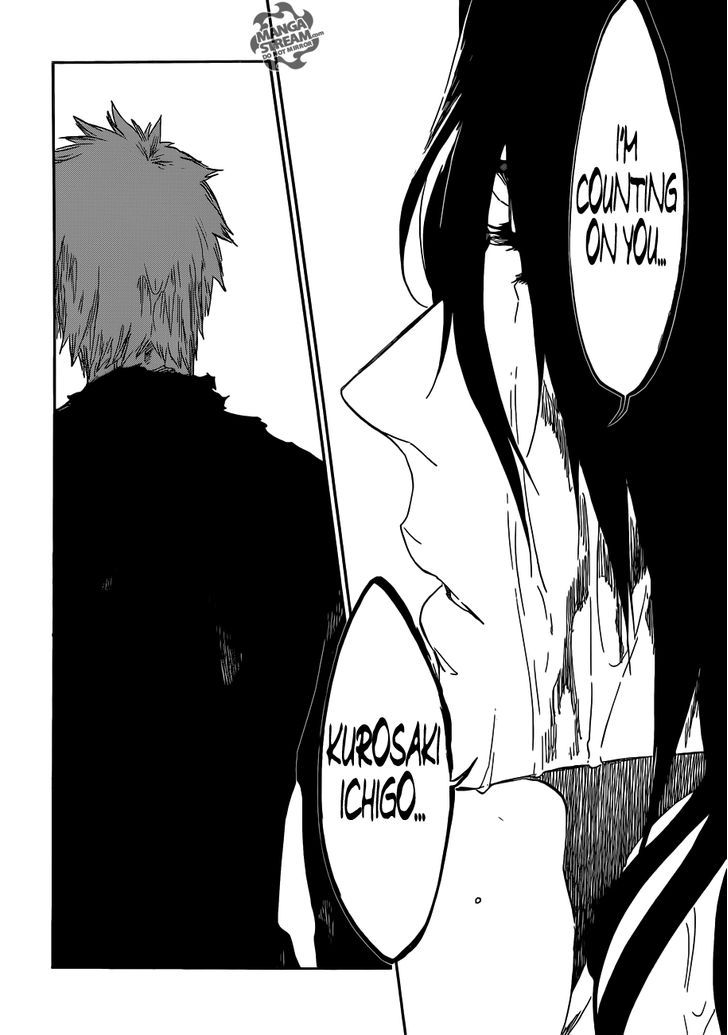 MANGA
STREAM.com
DO NOT MIRROR
I'M
COUNTING
ON YOU...
KUROSAKI
ICHIGO...